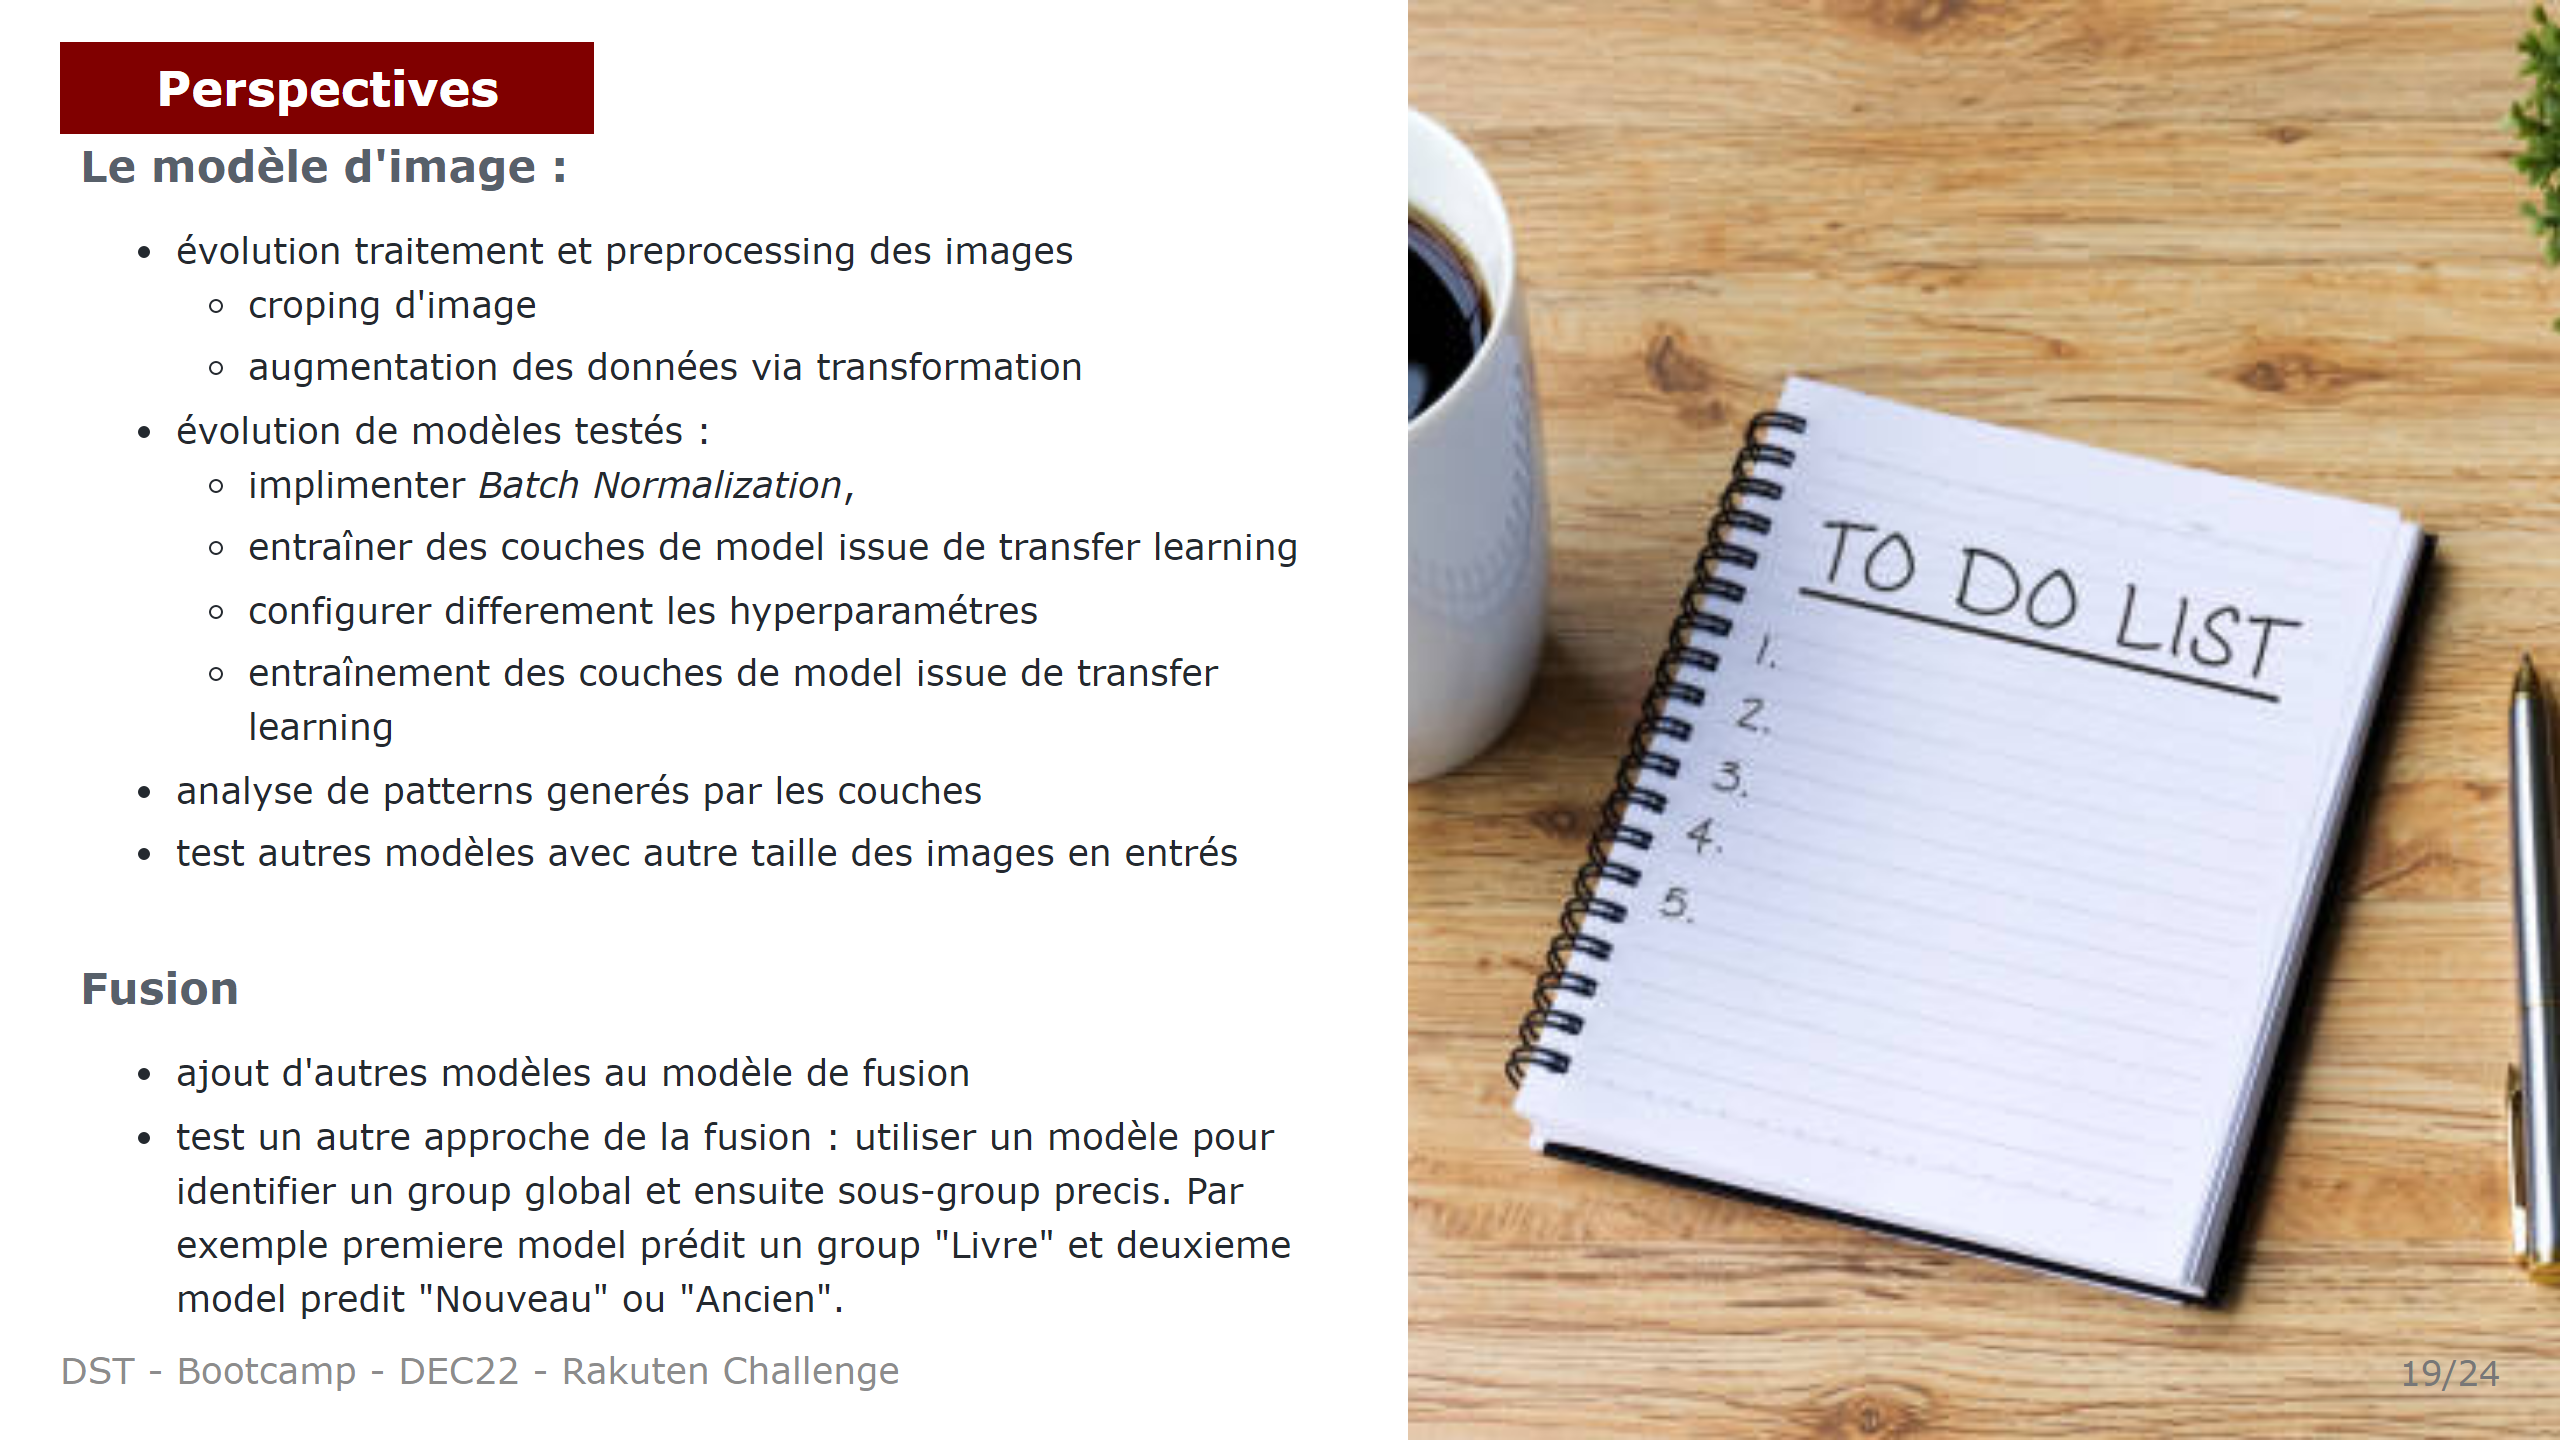 Perspectives
Le modèle d'image :
évolution traitement et preprocessing des images
croping d'image
augmentation des données via transformation
évolution de modèles testés :
implimenter Batch Normalization,
entraîner des couches de model issue de transfer learning
configurer differement les hyperparamétres
entraînement des couches de model issue de transfer
learning
analyse de patterns generés par les couches
test autres modèles avec autre taille des images en entrés
Fusion
ajout d'autres modèles au modèle de fusion
test un autre approche de la fusion : utiliser un modèle pour
identifier un group global et ensuite sous-group precis. Par
exemple premiere model prédit un group "Livre" et deuxieme
model predit "Nouveau" ou "Ancien".
DST - Bootcamp - DEC22 - Rakuten Challenge
TO DO LIST
1.
2.
3.
4.
5.
19/24